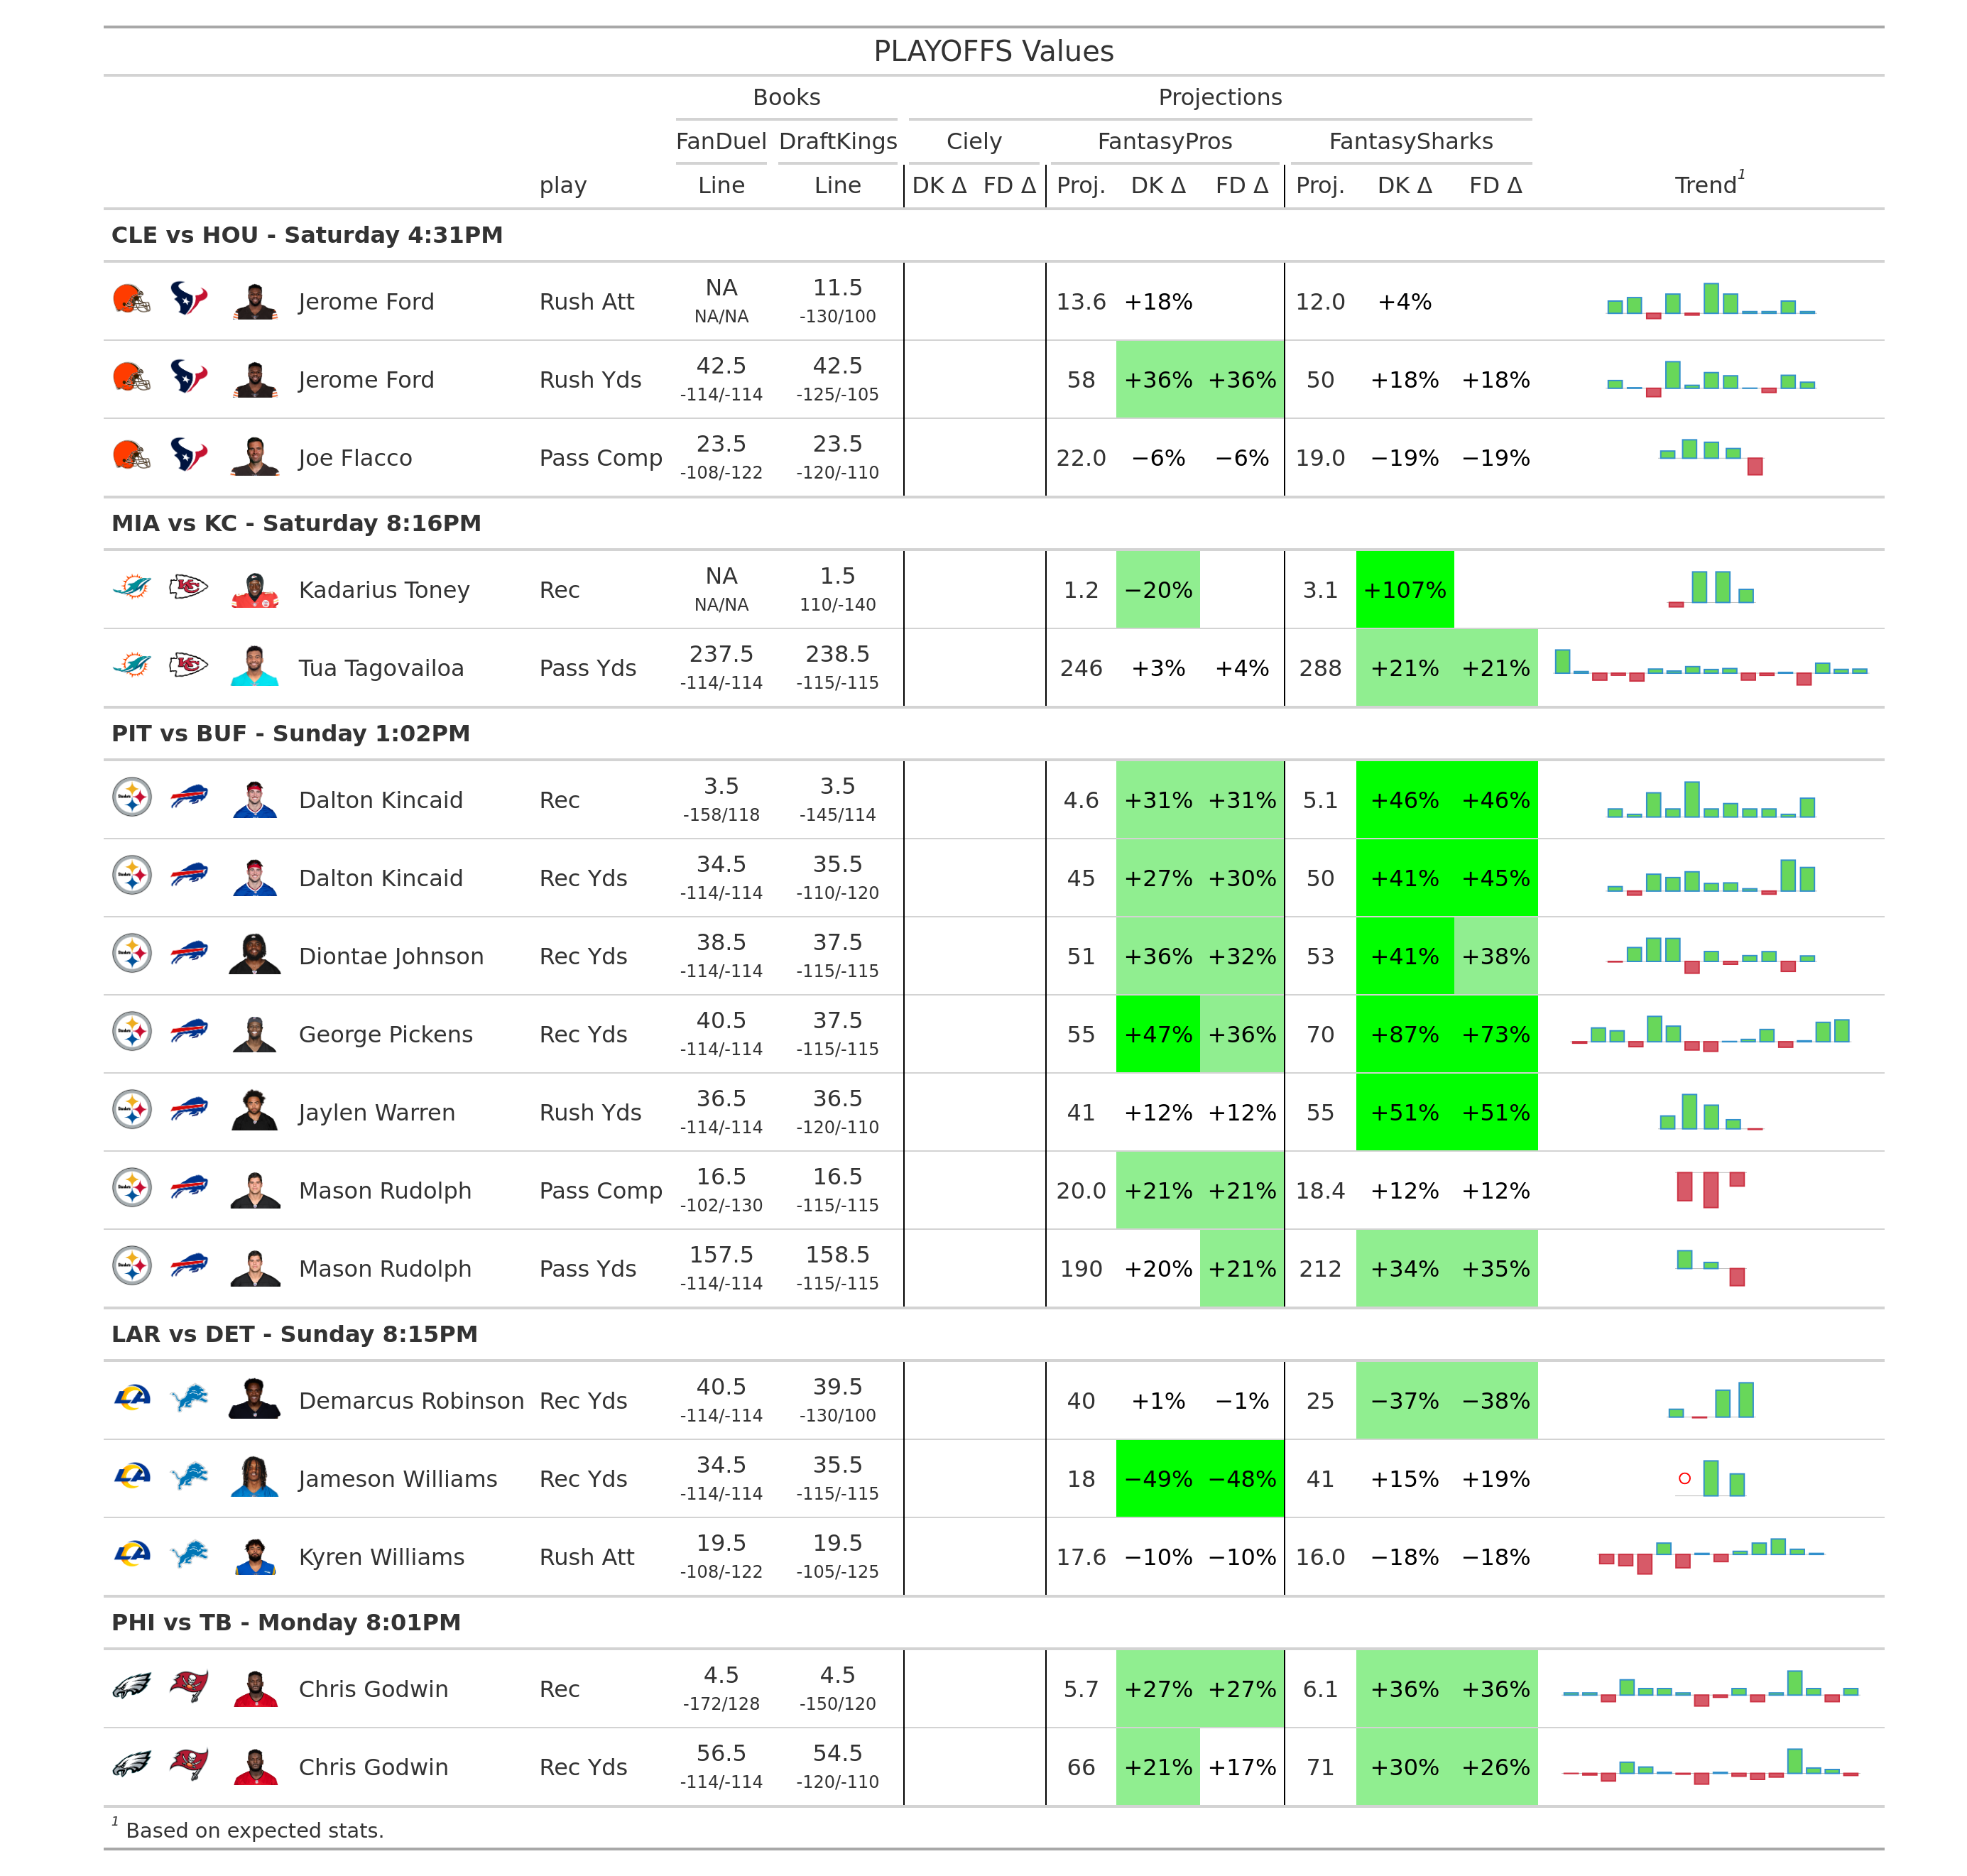 PLAYOFFS Values
Books Projections
FanDuel DraftKings Ciely FantasyPros FantasySharks
play Line Line DK Δ FD Δ Proj. DK Δ FD Δ Proj. DK Δ FD Δ Trend1
CLE vs HOU - Saturday 4:31PM
Jerome Ford Rush Att NA 11.5 13.6 +18% 12.0 +4%
NA/NA -130/100
Jerome Ford Rush Yds 42.5 42.5 58 +36% +36% 50 +18% +18%
-114/-114 -125/-105
Joe Flacco Pass Comp 23.5 23.5 22.0 −6% −6% 19.0 −19% −19%
-108/-122 -120/-110
MIA vs KC - Saturday 8:16PM
Kadarius Toney Rec NA 1.5 1.2 −20% 3.1 +107%
NA/NA 110/-140
Tua Tagovailoa Pass Yds 237.5 238.5 246 +3% +4% 288 +21% +21%
-114/-114 -115/-115
PIT vs BUF - Sunday 1:02PM
Dalton Kincaid Rec 3.5 3.5 4.6 +31% +31% 5.1 +46% +46%
-158/118 -145/114
Dalton Kincaid Rec Yds 34.5 35.5 45 +27% +30% 50 +41% +45%
-114/-114 -110/-120
Diontae Johnson Rec Yds 38.5 37.5 51 +36% +32% 53 +41% +38%
-114/-114 -115/-115
George Pickens Rec Yds 40.5 37.5 55 +47% +36% 70 +87% +73%
-114/-114 -115/-115
Jaylen Warren Rush Yds 36.5 36.5 41 +12% +12% 55 +51% +51%
-114/-114 -120/-110
Mason Rudolph Pass Comp 16.5 16.5 20.0 +21% +21% 18.4 +12% +12%
-102/-130 -115/-115
Mason Rudolph Pass Yds 157.5 158.5 190 +20% +21% 212 +34% +35%
-114/-114 -115/-115
LAR vs DET - Sunday 8:15PM
Demarcus Robinson Rec Yds 40.5 39.5 40 +1% −1% 25 −37% −38%
-114/-114 -130/100
Jameson Williams Rec Yds 34.5 35.5 18 −49% −48% 41 +15% +19%
-114/-114 -115/-115
Kyren Williams Rush Att 19.5 19.5 17.6 −10% −10% 16.0 −18% −18%
-108/-122 -105/-125
PHI vs TB - Monday 8:01PM
Chris Godwin Rec 4.5 4.5 5.7 +27% +27% 6.1 +36% +36%
-172/128 -150/120
Chris Godwin Rec Yds 56.5 54.5 66 +21% +17% 71 +30% +26%
-114/-114 -120/-110
1 Based on expected stats.